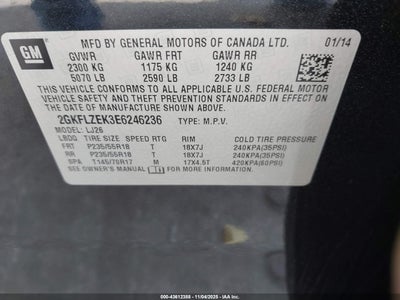 GM
MFD BY GENERAL MOTORS OF CANADA LTD. 01/14
GVWR GAWR FRT GAWR RR
2300 KG 1175 KG 1240 KG
5070 LB 2590 LB 2733 LB
THIS VEHICLE CONFORMS TO ALL APPLICABLE U.S. FEDERAL MOTOR
VEHICLE SAFETY, BUMPER, AND THEFT PREVENTION STANDARDS
IN EFFECT ON THE DATE OF MANUFACTURE SHOWN ABOVE.
2GKFLZEK3E6246236 TYPE: M.P.V.
MODEL: LJ26
TIRE SIZE SPEED RTG RIM COLD TIRE PRESSURE
FRT P235/55R18 T 18X7J 240KPA(35PSI)
RR P235/55R18 T 18X7J 240KPA(35PSI)
SPA T145/70R17 M 17X4.5T 420KPA(60PSI)
SEE OWNER'S MANUAL FOR ADDITIONAL INFORMATION
000-43612388 - 11/04/2025 - IAAI.COM